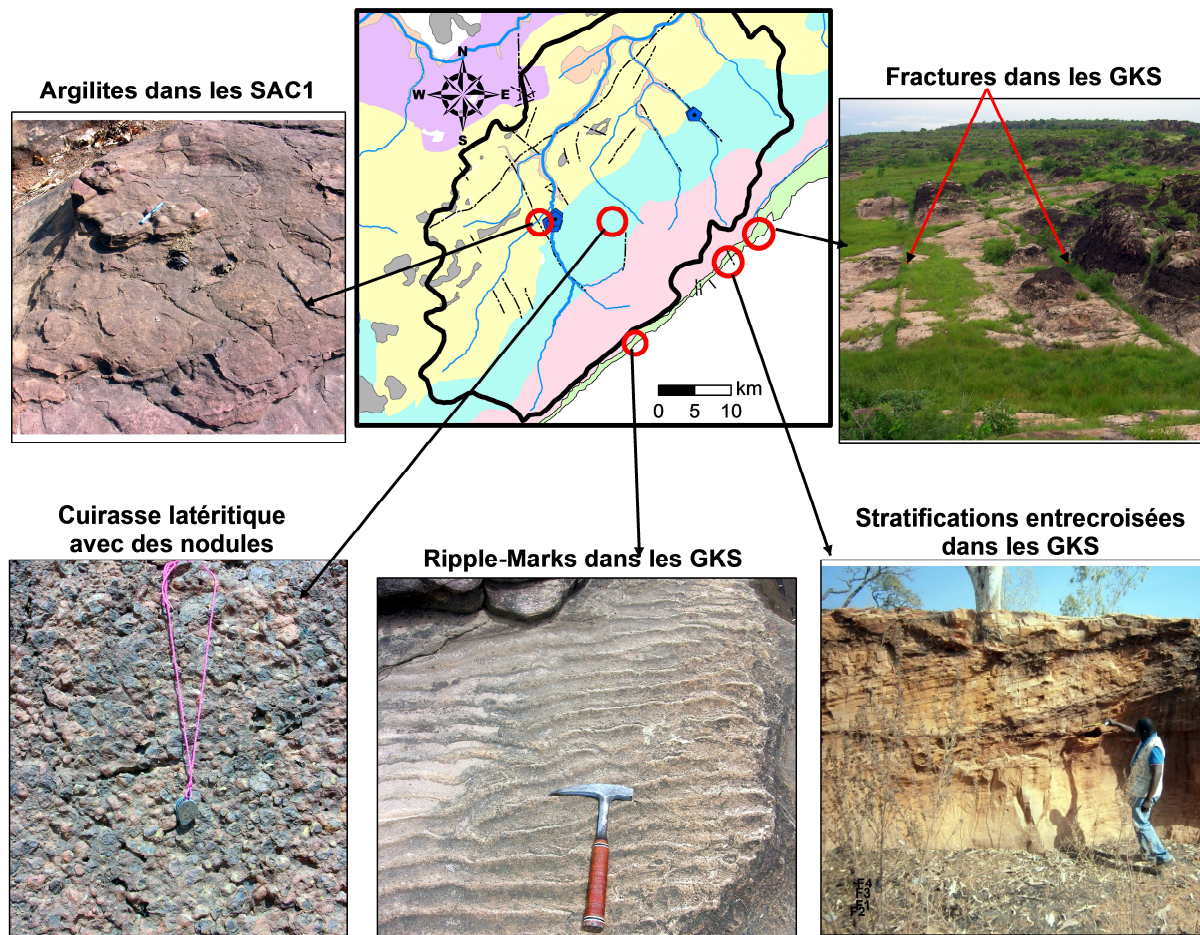 Argilites dans les SAC1
N
W
E
S
km
0 5 10
Fractures dans les GKS
Cuirasse latéritique
avec des nodules
Ripple-Marks dans les GKS
Stratifications entrecroisées
dans les GKS
F4
F3
F1
F2